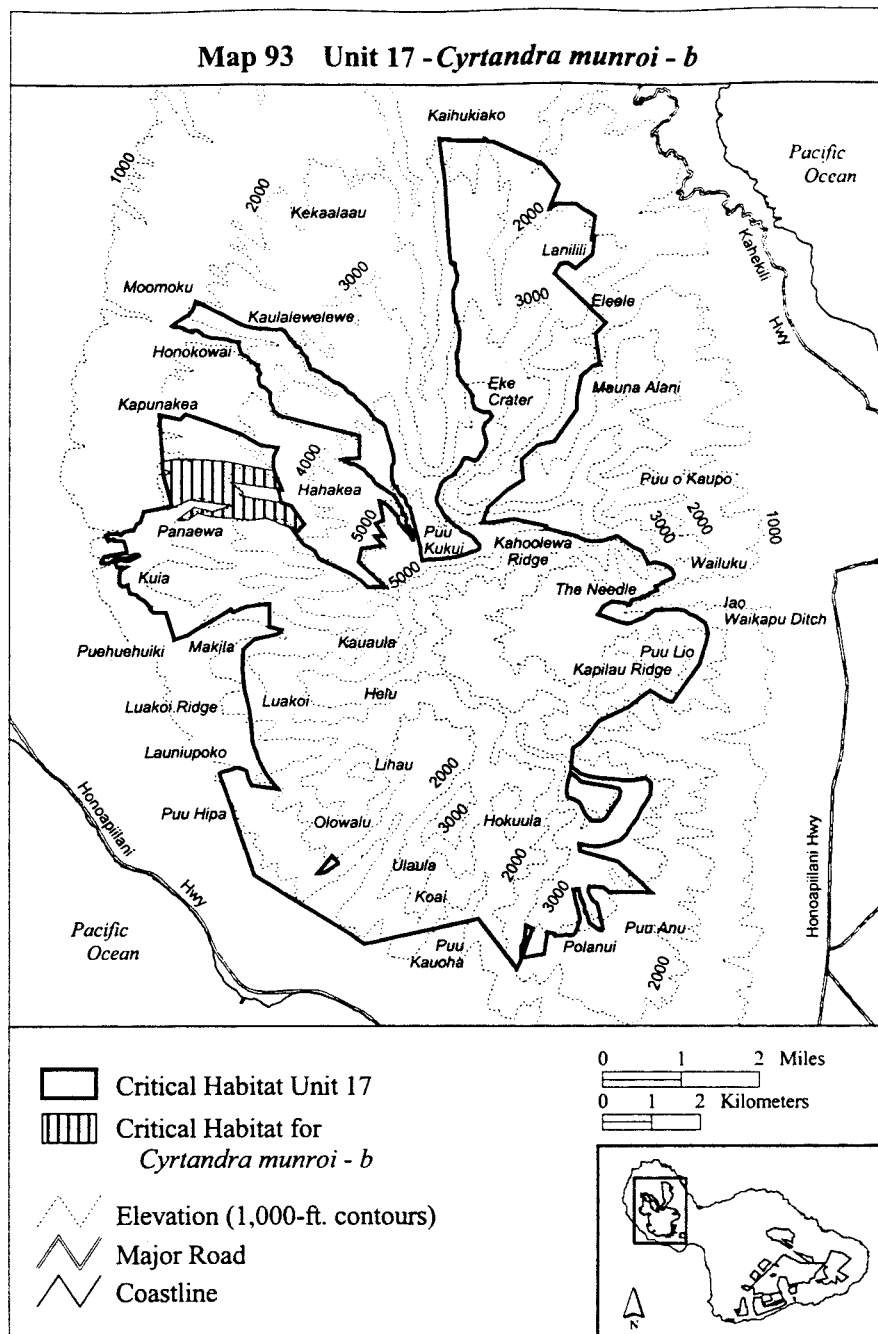 Map 93 Unit 17 - Cyrtandra munroi - b
Kaihukiako
Pacific
Ocean
1000
2000
Kekaalaau
2000
Lanilili
Kahekili
Hwy
3000
3000
Eleele
Moomoku
Kaulalewelewe
Honokowai
Eke
Crater
Mauna Alani
Kapunakea
4000
Hahakea
Puu o Kaupo
5000
Panaewa
Puu
Kukui
Kahoolewa
Ridge
3000
2000
1000
Wailuku
5000
Kuia
The Needle
Iao
Waikapu Ditch
Puehuehuiki
Makila
Kauaula
Puu Lio
Kapilau Ridge
Luakoi Ridge
Luakoi
Helu
Launiupoko
Lihau
2000
Honoapiilani
Hwy
Puu Hipa
Olowalu
3000
Hokuula
Ulaula
2000
Koai
3000
Honoapiilani Hwy
Pacific
Ocean
Puu
Kauoha
Polanui
Puu Anu
2000
Critical Habitat Unit 17
Critical Habitat for
Cyrtandra munroi - b
Elevation (1,000-ft. contours)
Major Road
Coastline
0 1 2 Miles
0 1 2 Kilometers
N